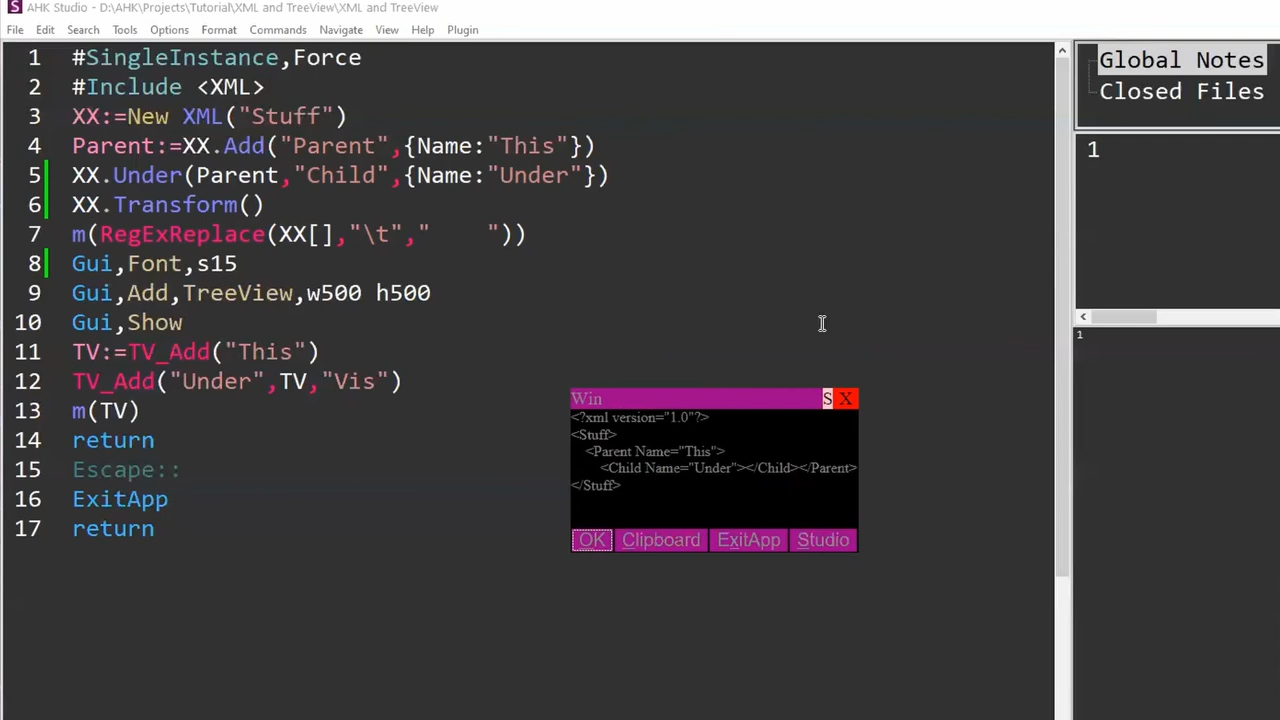 S AHK Studio - D:\AHK\Projects\Tutorial\XML and TreeView\XML and TreeView
File Edit Search Tools Options Format Commands Navigate View Help Plugin
1 #SingleInstance,Force
2 #Include <XML>
3 XX:=New XML("Stuff")
4 Parent:=XX.Add("Parent",{Name:"This"})
5 XX.Under(Parent,"Child",{Name:"Under"})
6 XX.Transform()
7 m(RegExReplace(XX[],"\t","    "))
8 Gui,Font,s15
9 Gui,Add,TreeView,w500 h500
10 Gui,Show
11 TV:=TV_Add("This")
12 TV_Add("Under",TV,"Vis")
13 m(TV)
14 return
15 Escape::
16 ExitApp
17 return
Win S X
<?xml version="1.0"?>
<Stuff>
<Parent Name="This">
<Child Name="Under"></Child></Parent>
</Stuff>
OK Clipboard ExitApp Studio
Global Notes
Closed Files
1
1